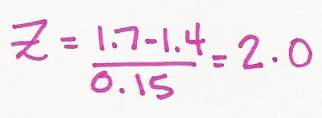 Z = 1.7-1.4 / 0.15 = 2.0